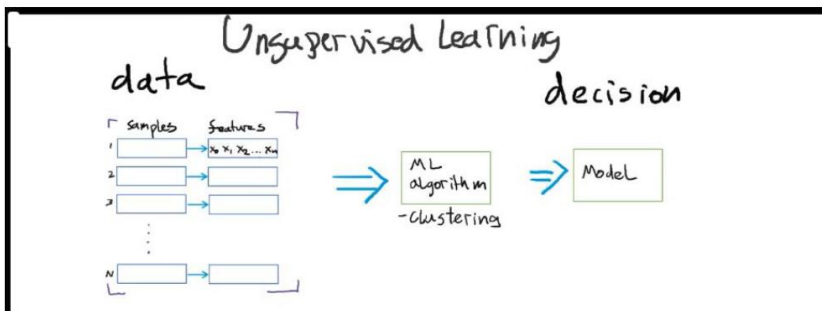 Unsupervised Learning
data
decision
samples features
1 x₀ x₁ x₂ ... xₘ
2
3
N
ML
algorithm
-clustering
Model